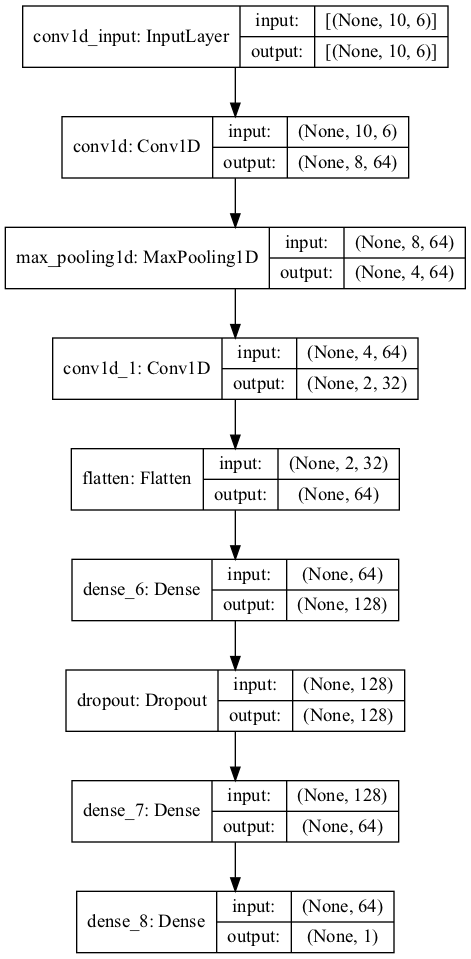 conv1d_input: InputLayer
input: [(None, 10, 6)]
output: [(None, 10, 6)]
conv1d: Conv1D
input: (None, 10, 6)
output: (None, 8, 64)
max_pooling1d: MaxPooling1D
input: (None, 8, 64)
output: (None, 4, 64)
conv1d_1: Conv1D
input: (None, 4, 64)
output: (None, 2, 32)
flatten: Flatten
input: (None, 2, 32)
output: (None, 64)
dense_6: Dense
input: (None, 64)
output: (None, 128)
dropout: Dropout
input: (None, 128)
output: (None, 128)
dense_7: Dense
input: (None, 128)
output: (None, 64)
dense_8: Dense
input: (None, 64)
output: (None, 1)